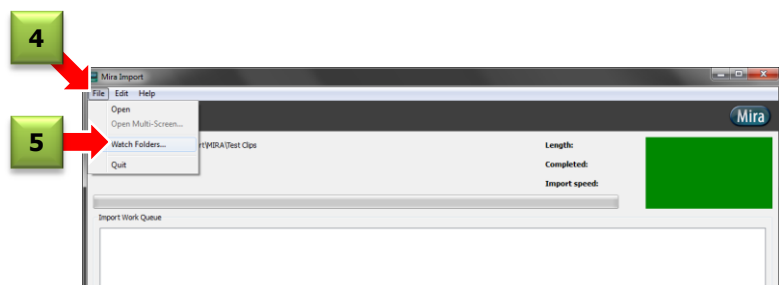 4
Mira Import
File Edit Help
Open
Mira
Open Multi-Screen...
5
Watch Folders...
rt\MIRA\Test Clips
Length:
Quit
Completed:
Import speed:
Import Work Queue